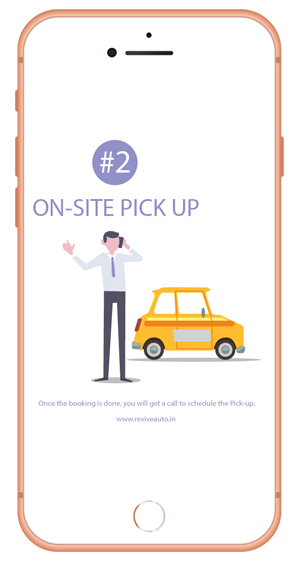 #2
ON-SITE PICK UP
Once the booking is done, you will get a call to schedule the Pick-up.
www.reviveauto.in